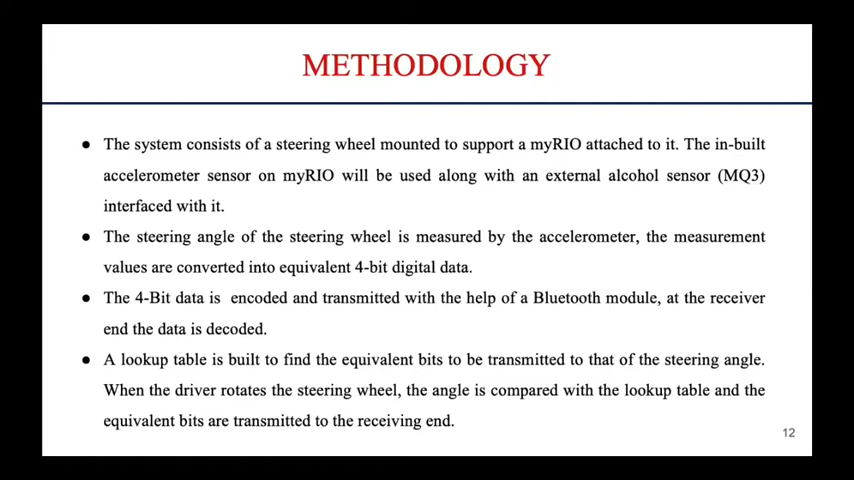 METHODOLOGY
● The system consists of a steering wheel mounted to support a myRIO attached to it. The in-built
accelerometer sensor on myRIO will be used along with an external alcohol sensor (MQ3)
interfaced with it.
● The steering angle of the steering wheel is measured by the accelerometer, the measurement
values are converted into equivalent 4-bit digital data.
● The 4-Bit data is encoded and transmitted with the help of a Bluetooth module, at the receiver
end the data is decoded.
● A lookup table is built to find the equivalent bits to be transmitted to that of the steering angle.
When the driver rotates the steering wheel, the angle is compared with the lookup table and the
equivalent bits are transmitted to the receiving end.
12